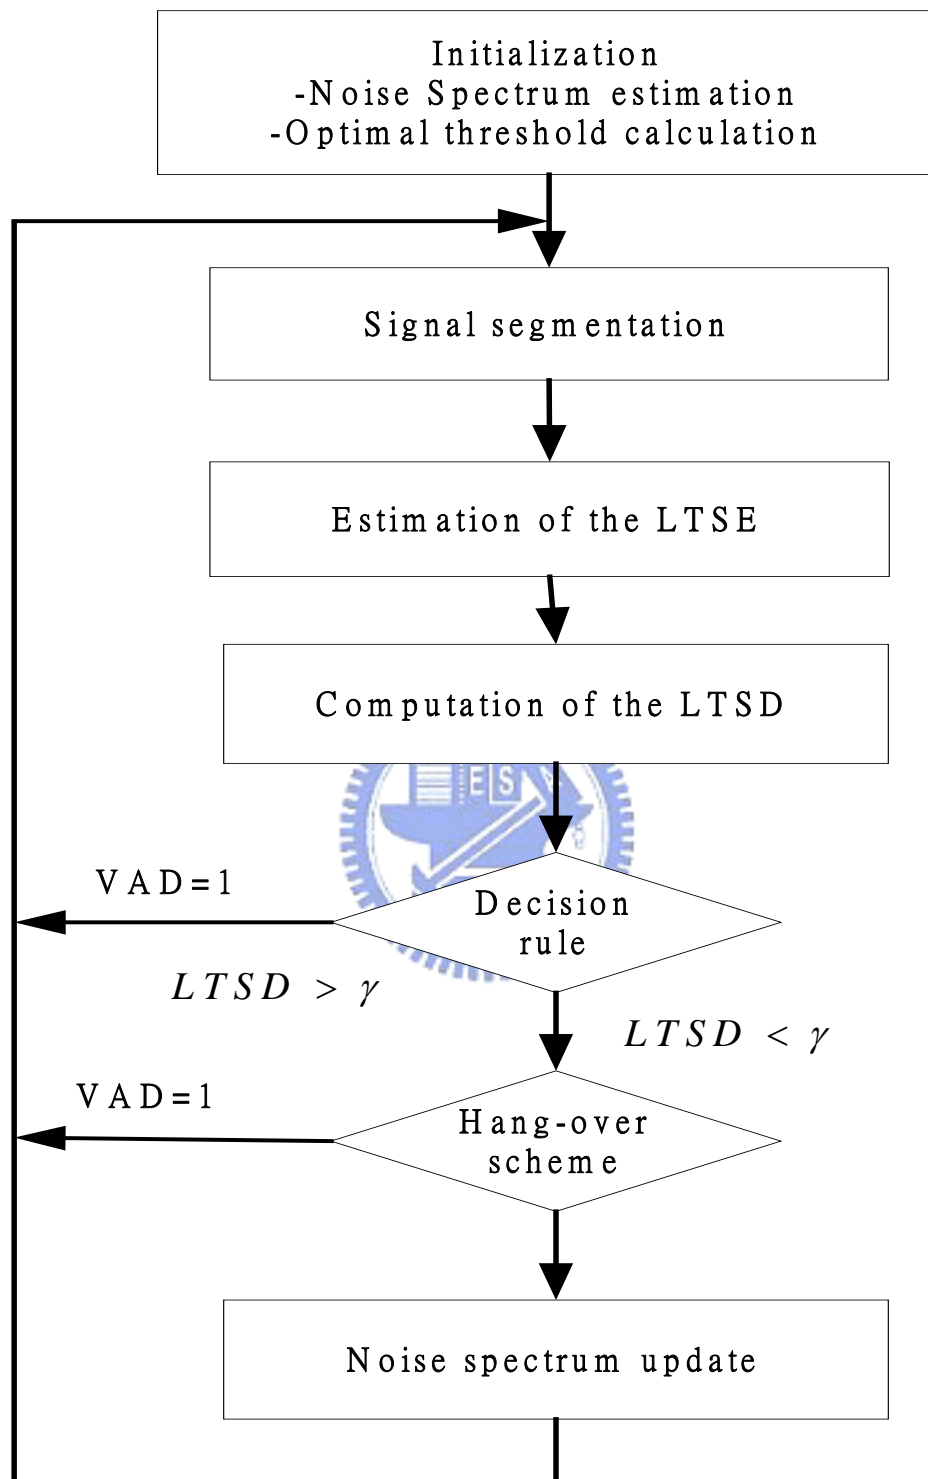 Initialization
-Noise Spectrum estimation
-Optimal threshold calculation
Signal segmentation
Estimation of the LTSE
Computation of the LTSD
ES
VAD=1
Decision
rule
LTSD > γ
LTSD < γ
VAD=1
Hang-over
scheme
Noise spectrum update